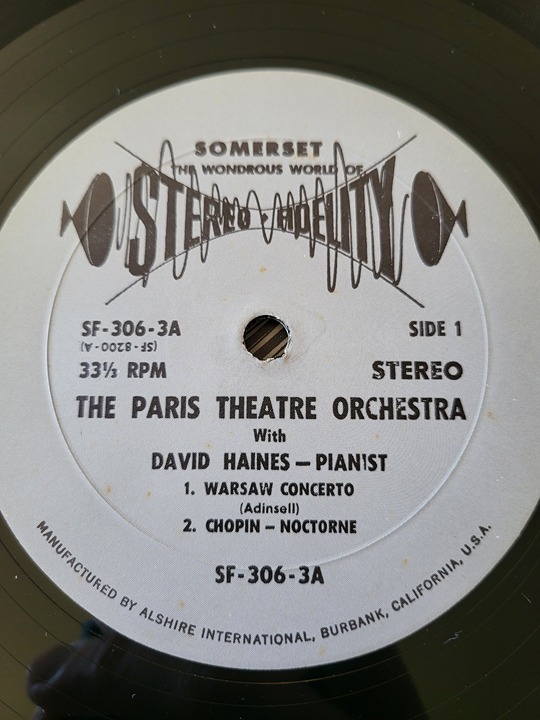 SOMERSET
THE WONDROUS WORLD OF
STEREO - FIDELITY
SF-306-3A SIDE 1
(SF-8200-A)
33⅓ RPM STEREO
THE PARIS THEATRE ORCHESTRA
With
DAVID HAINES — PIANIST
1. WARSAW CONCERTO
(Adinsell)
2. CHOPIN — NOCTORNE
SF-306-3A
MANUFACTURED BY ALSHIRE INTERNATIONAL, BURBANK, CALIFORNIA, U.S.A.